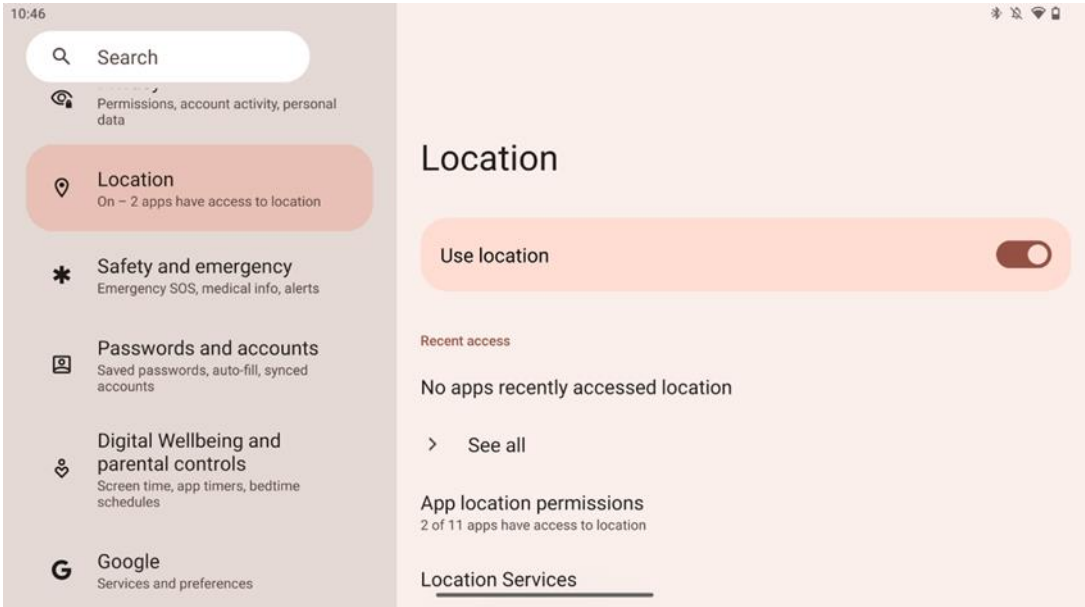 10:46
Search
Permissions, account activity, personal
data
Location
On – 2 apps have access to location
Safety and emergency
Emergency SOS, medical info, alerts
Passwords and accounts
Saved passwords, auto-fill, synced
accounts
Digital Wellbeing and
parental controls
Screen time, app timers, bedtime
schedules
Google
Services and preferences
Location
Use location
Recent access
No apps recently accessed location
See all
App location permissions
2 of 11 apps have access to location
Location Services